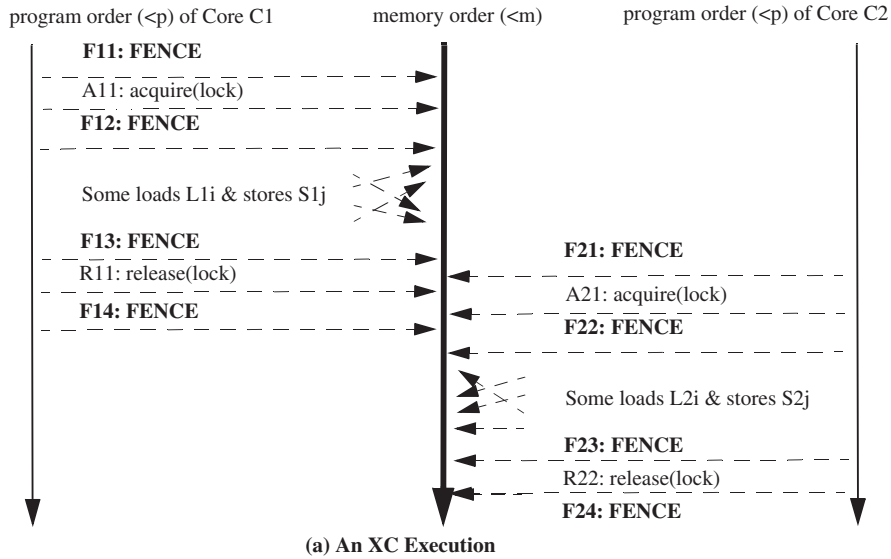 program order (<p) of Core C1
memory order (<m)
program order (<p) of Core C2
F11: FENCE
A11: acquire(lock)
F12: FENCE
Some loads L1i & stores S1j
F13: FENCE
F21: FENCE
R11: release(lock)
A21: acquire(lock)
F14: FENCE
F22: FENCE
Some loads L2i & stores S2j
F23: FENCE
R22: release(lock)
F24: FENCE
(a) An XC Execution